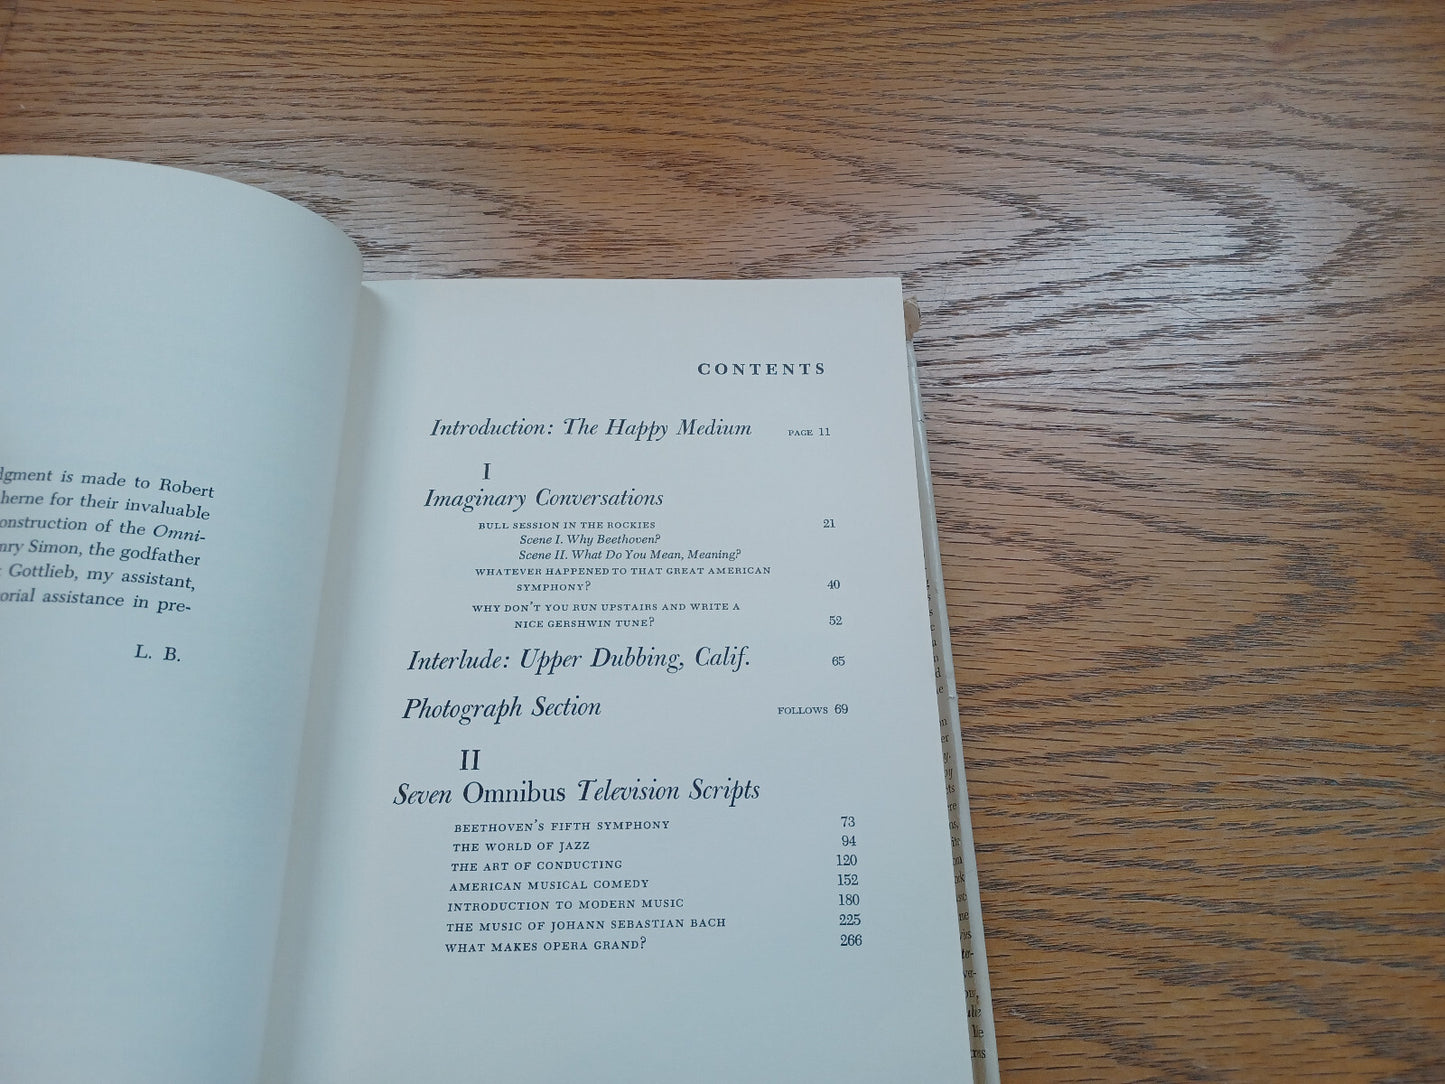 dgment is made to Robert
herne for their invaluable
onstruction of the Omni-
nry Simon, the godfather
Gottlieb, my assistant,
orial assistance in pre-
L. B.
CONTENTS
Introduction: The Happy Medium PAGE 11
I
Imaginary Conversations
BULL SESSION IN THE ROCKIES 21
Scene I. Why Beethoven?
Scene II. What Do You Mean, Meaning?
WHATEVER HAPPENED TO THAT GREAT AMERICAN
SYMPHONY? 40
WHY DON'T YOU RUN UPSTAIRS AND WRITE A
NICE GERSHWIN TUNE? 52
Interlude: Upper Dubbing, Calif. 65
Photograph Section FOLLOWS 69
II
Seven Omnibus Television Scripts
BEETHOVEN'S FIFTH SYMPHONY 73
THE WORLD OF JAZZ 94
THE ART OF CONDUCTING 120
AMERICAN MUSICAL COMEDY 152
INTRODUCTION TO MODERN MUSIC 180
THE MUSIC OF JOHANN SEBASTIAN BACH 225
WHAT MAKES OPERA GRAND? 266